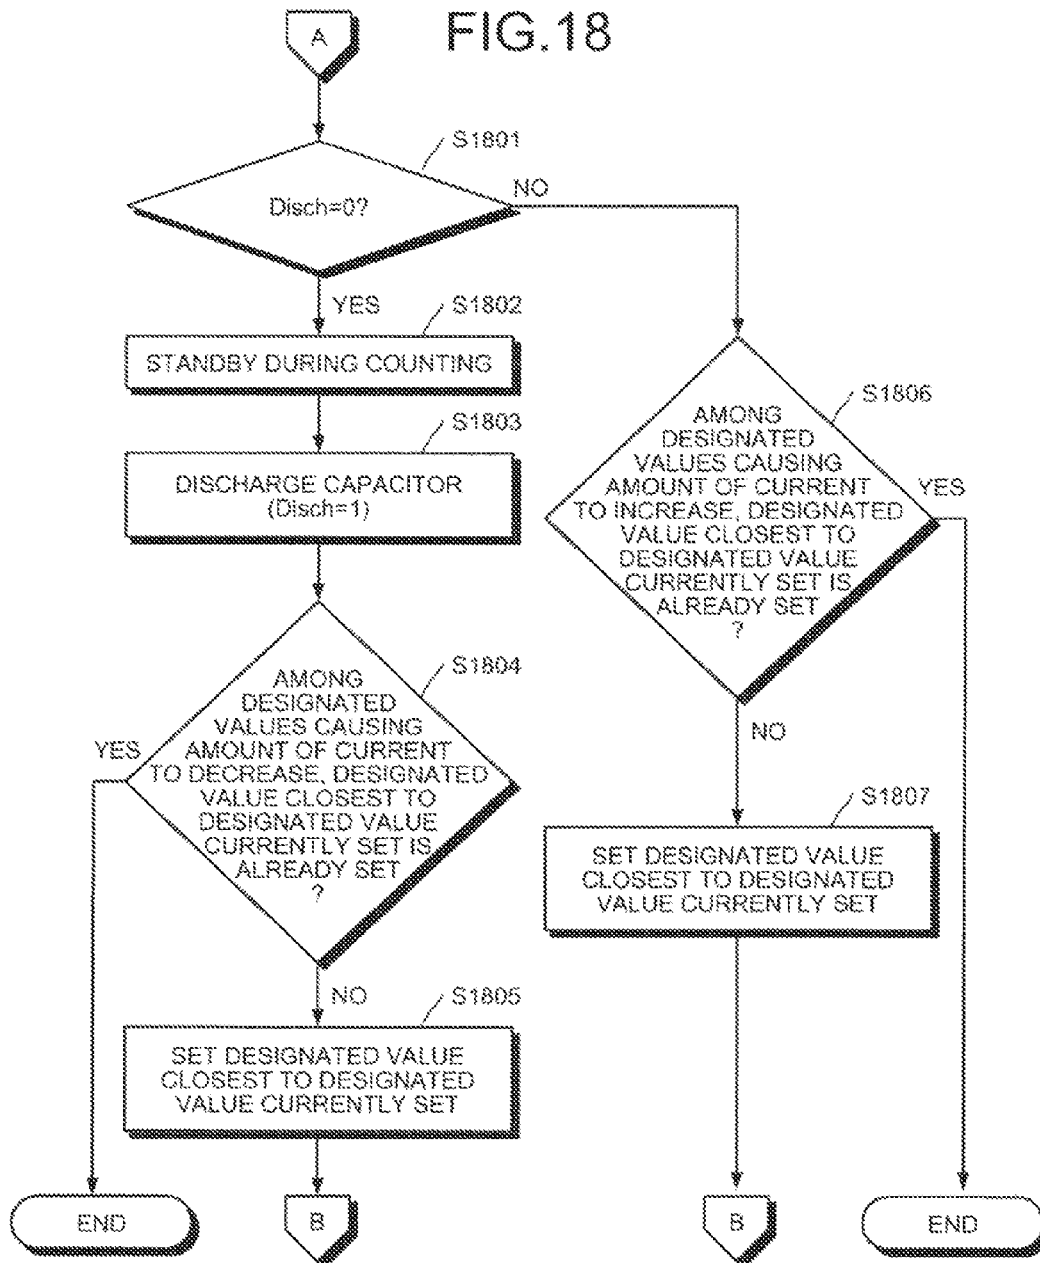 A
FIG.18
S1801
Disch=0?
NO
YES
S1802
STANDBY DURING COUNTING
S1803
DISCHARGE CAPACITOR
(Disch=1)
S1804
AMONG
DESIGNATED
VALUES CAUSING
AMOUNT OF CURRENT
TO DECREASE, DESIGNATED
VALUE CLOSEST TO
DESIGNATED VALUE
CURRENTLY SET IS
ALREADY SET
?
YES
NO
S1805
SET DESIGNATED VALUE
CLOSEST TO DESIGNATED
VALUE CURRENTLY SET
END
B
S1806
AMONG
DESIGNATED
VALUES CAUSING
AMOUNT OF CURRENT
TO INCREASE, DESIGNATED
VALUE CLOSEST TO
DESIGNATED VALUE
CURRENTLY SET IS
ALREADY SET
?
YES
NO
S1807
SET DESIGNATED VALUE
CLOSEST TO DESIGNATED
VALUE CURRENTLY SET
B
END